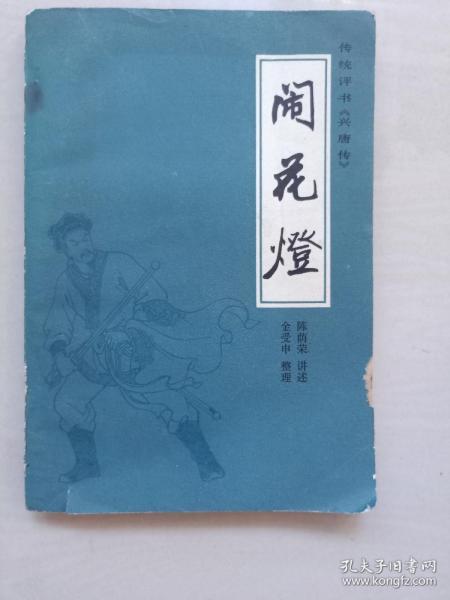 传统评书《兴唐传》
闹花燈
陈荫荣 讲述
金受申 整理
孔夫子旧书网
www.kongfz.com